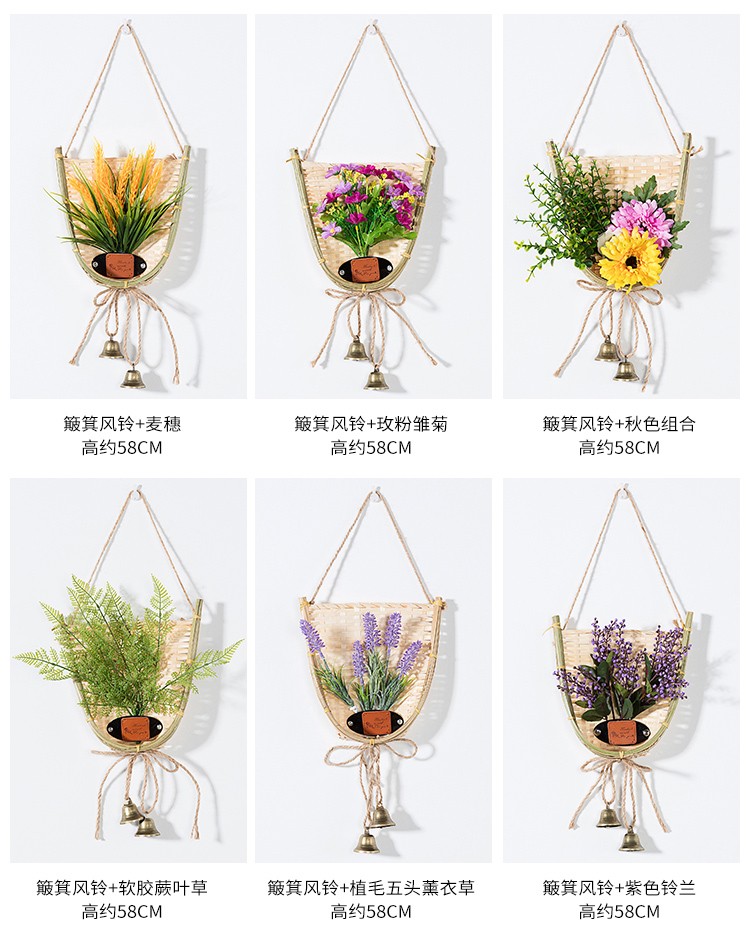 簸箕风铃+麦穗
高约58CM
簸箕风铃+玫粉雏菊
高约58CM
簸箕风铃+秋色组合
高约58CM
簸箕风铃+软胶蕨叶草
高约58CM
簸箕风铃+植毛五头薰衣草
高约58CM
簸箕风铃+紫色铃兰
高约58CM